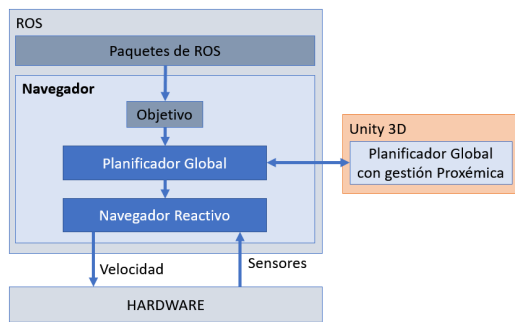 ROS
Paquetes de ROS
Navegador
Objetivo
Unity 3D
Planificador Global
Planificador Global
con gestión Proxémica
Navegador Reactivo
Velocidad
Sensores
HARDWARE